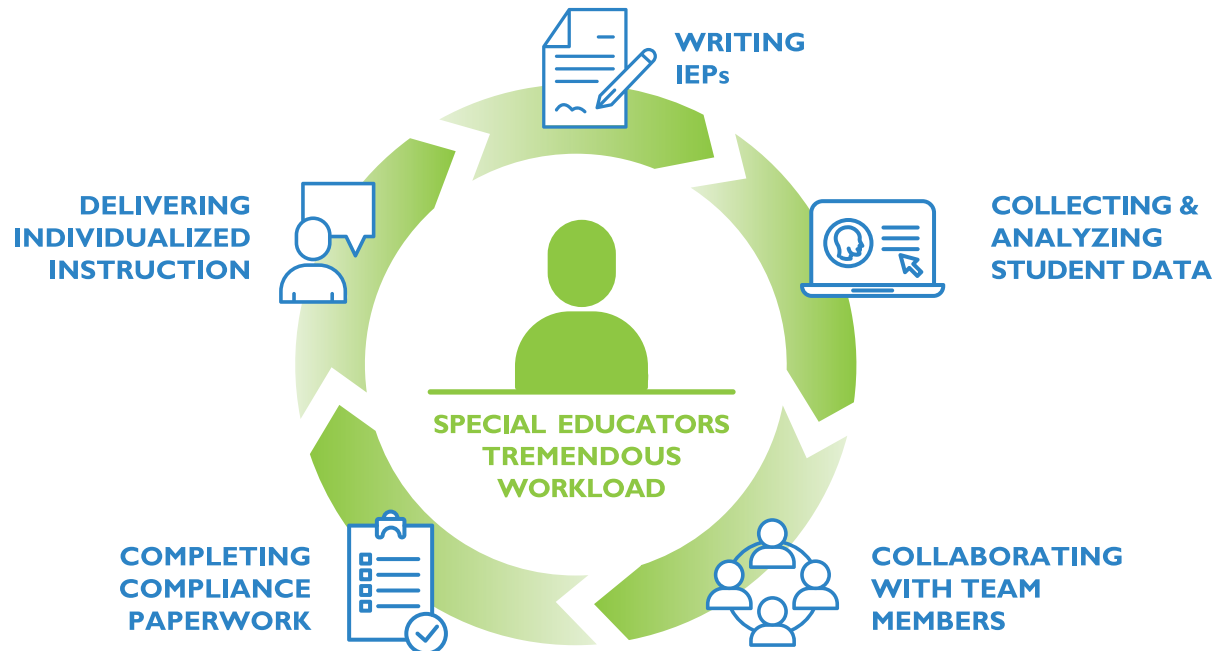 WRITING
IEPs
COLLECTING &
ANALYZING
STUDENT DATA
COLLABORATING
WITH TEAM
MEMBERS
COMPLETING
COMPLIANCE
PAPERWORK
DELIVERING
INDIVIDUALIZED
INSTRUCTION
SPECIAL EDUCATORS
TREMENDOUS
WORKLOAD